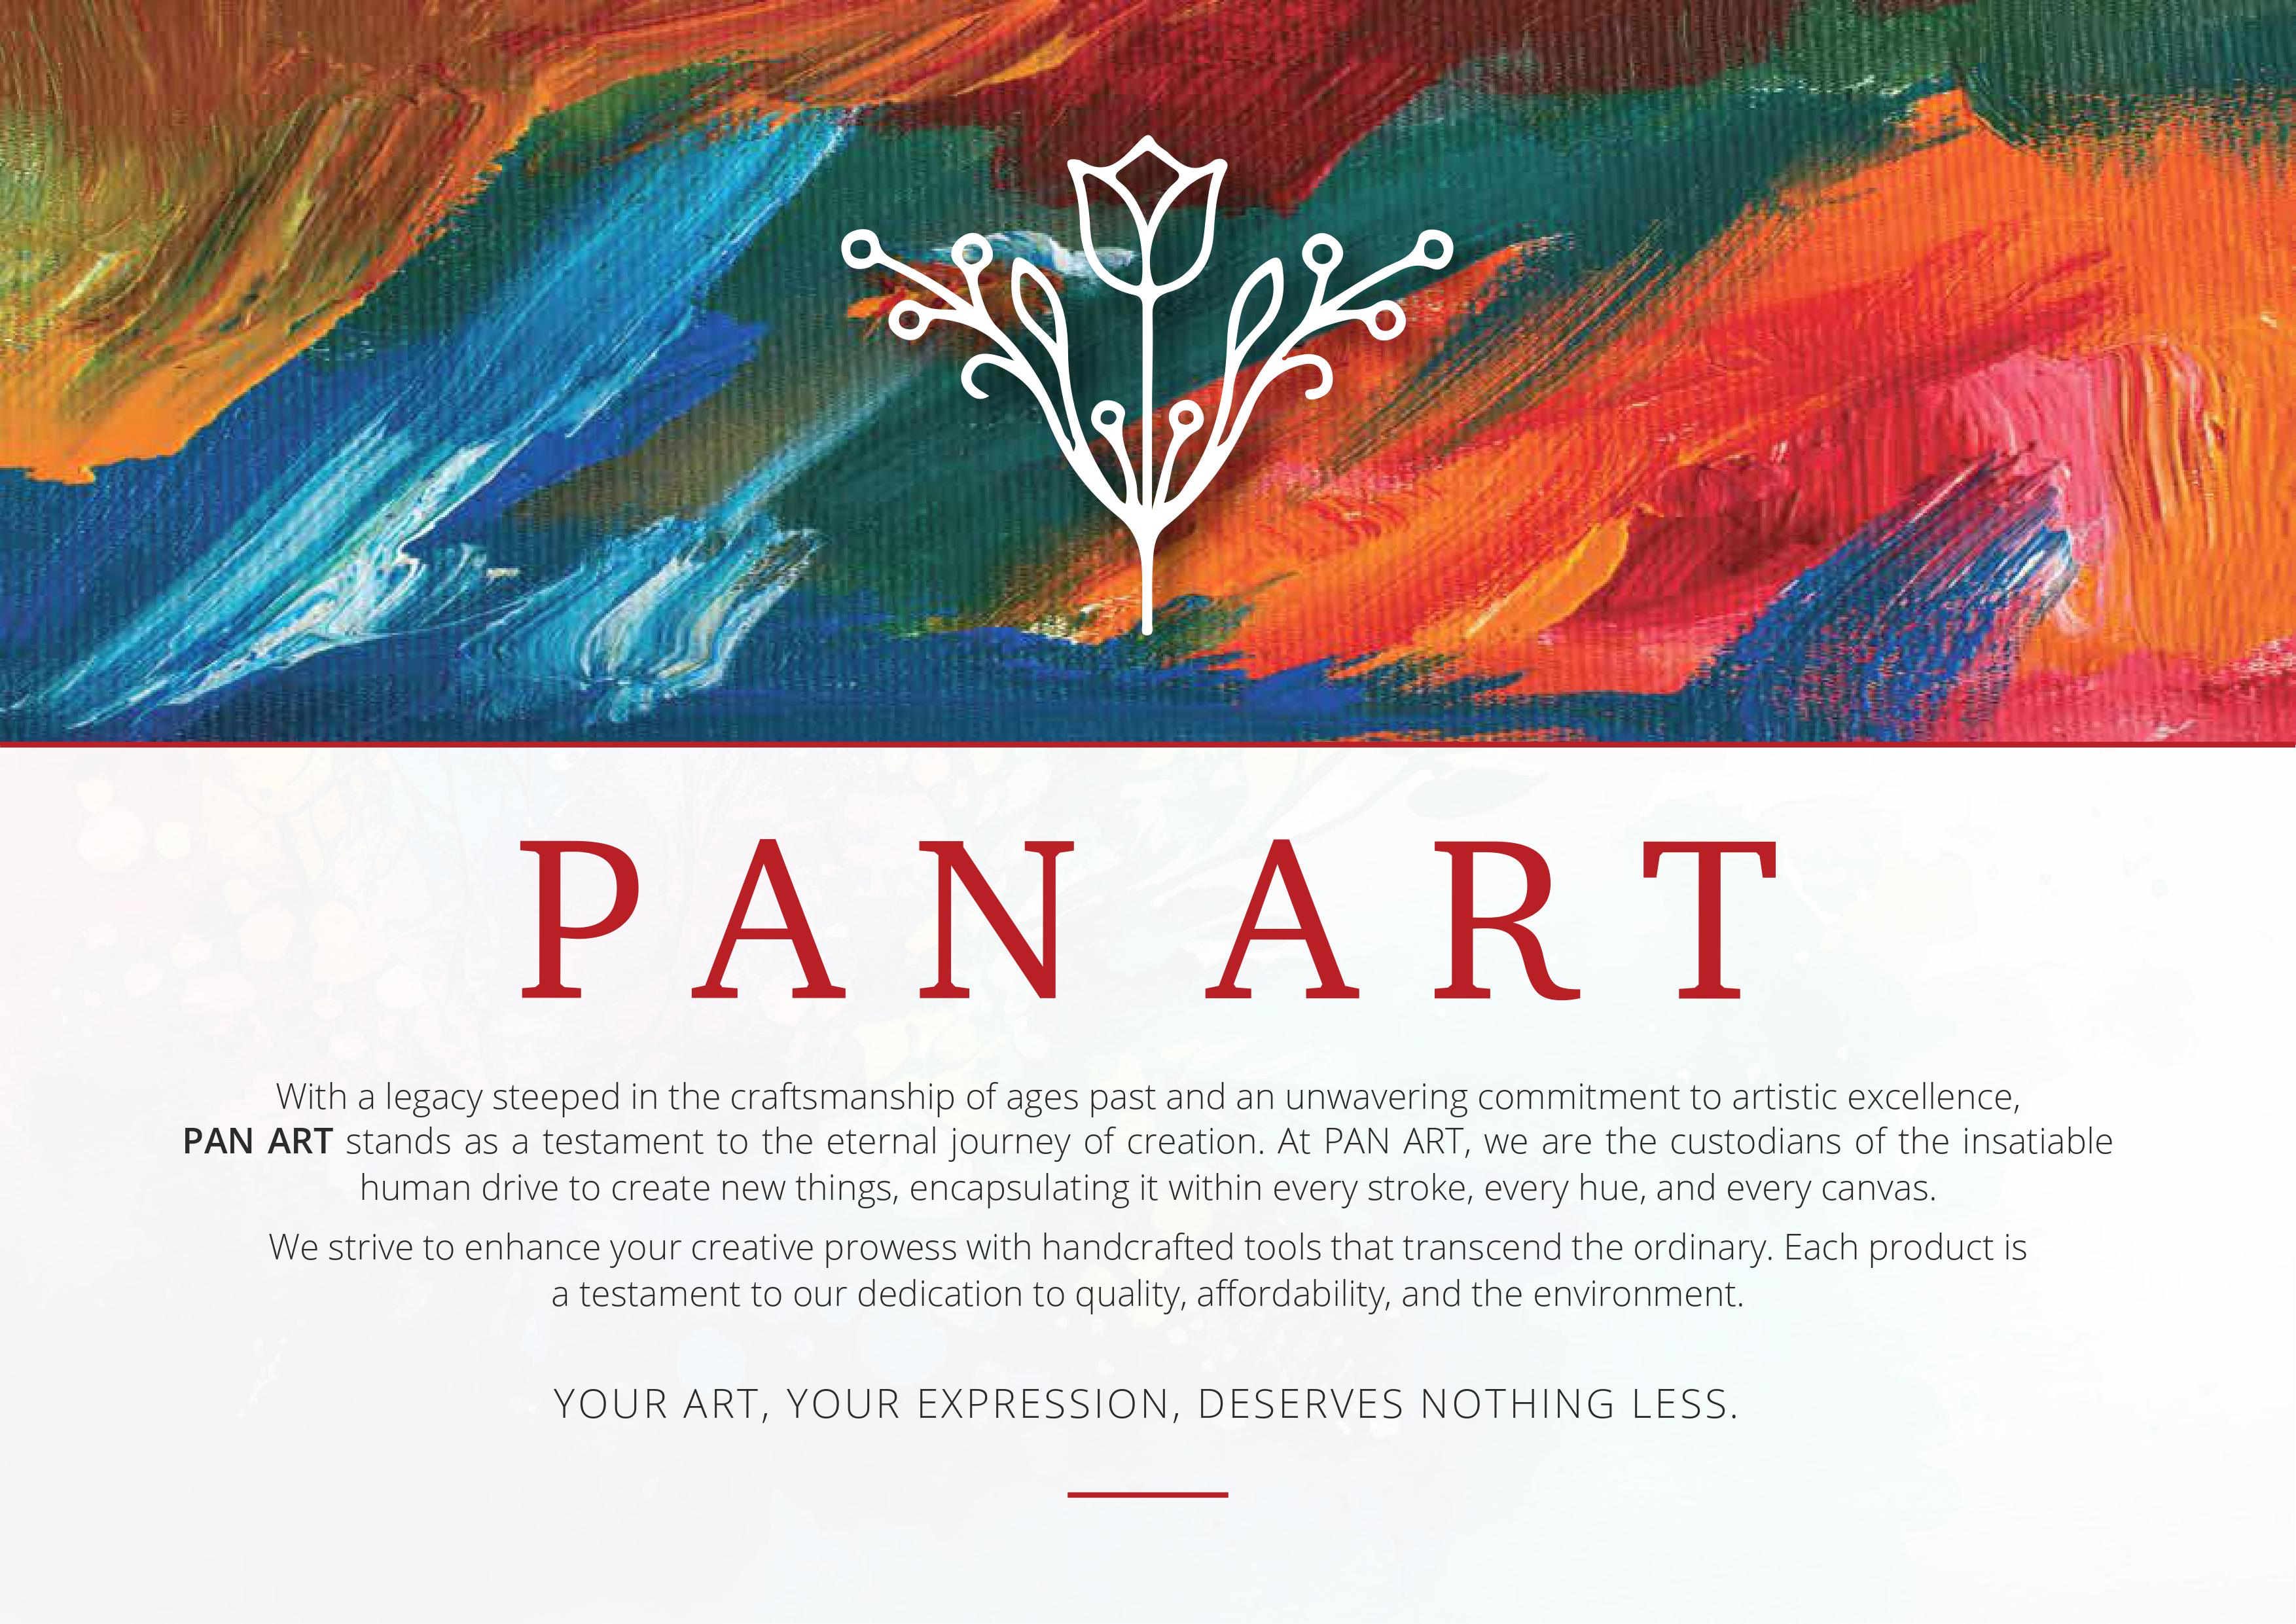 PAN ART
With a legacy steeped in the craftsmanship of ages past and an unwavering commitment to artistic excellence,
PAN ART stands as a testament to the eternal journey of creation. At PAN ART, we are the custodians of the insatiable
human drive to create new things, encapsulating it within every stroke, every hue, and every canvas.
We strive to enhance your creative prowess with handcrafted tools that transcend the ordinary. Each product is
a testament to our dedication to quality, affordability, and the environment.
YOUR ART, YOUR EXPRESSION, DESERVES NOTHING LESS.